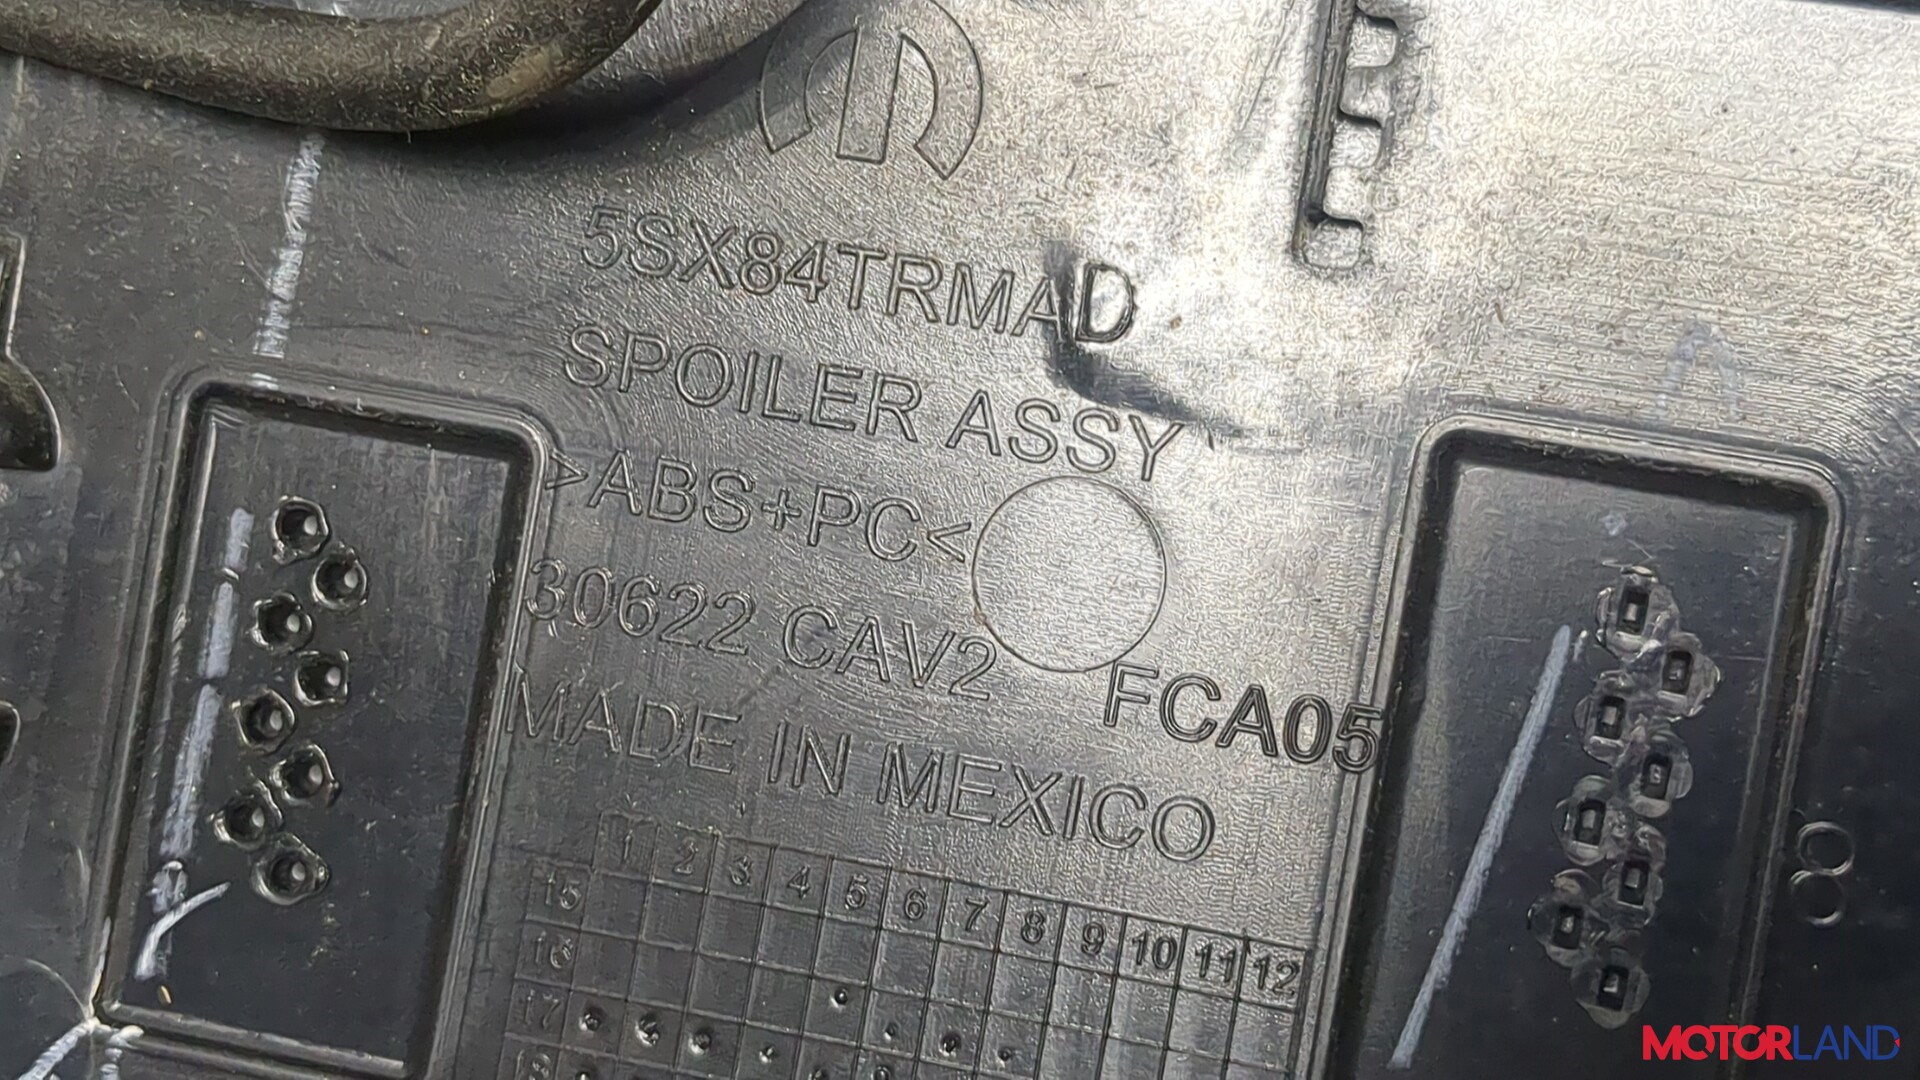 5SX84TRMAD
SPOILER ASSY
>ABS+PC<
30622 CAV2 FCA05
MADE IN MEXICO
1 2 3 4 5 6 7 8 9 10 11 12
15
16
17
18
8
MOTORLAND